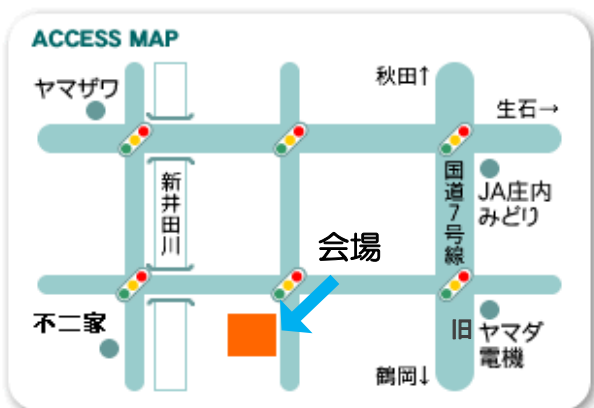 ACCESS MAP
ヤマザワ
秋田↑
生石→
新井田川
国道7号線
JA庄内
みどり
会場
不二家
旧 ヤマダ
電機
鶴岡↓